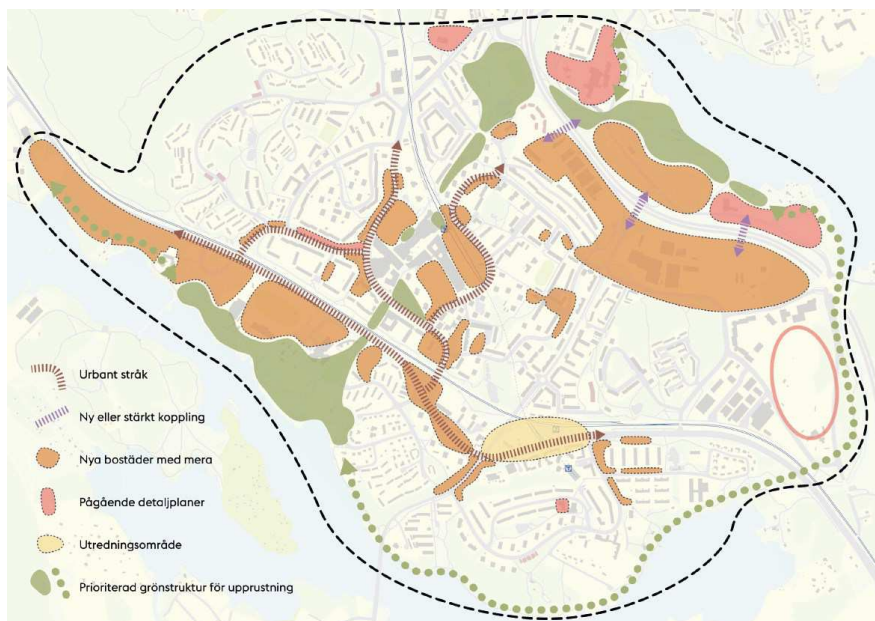 Urbant stråk
Ny eller stärkt koppling
Nya bostäder med mera
Pågående detaljplaner
Utredningsområde
Prioriterad grönstruktur för upprustning